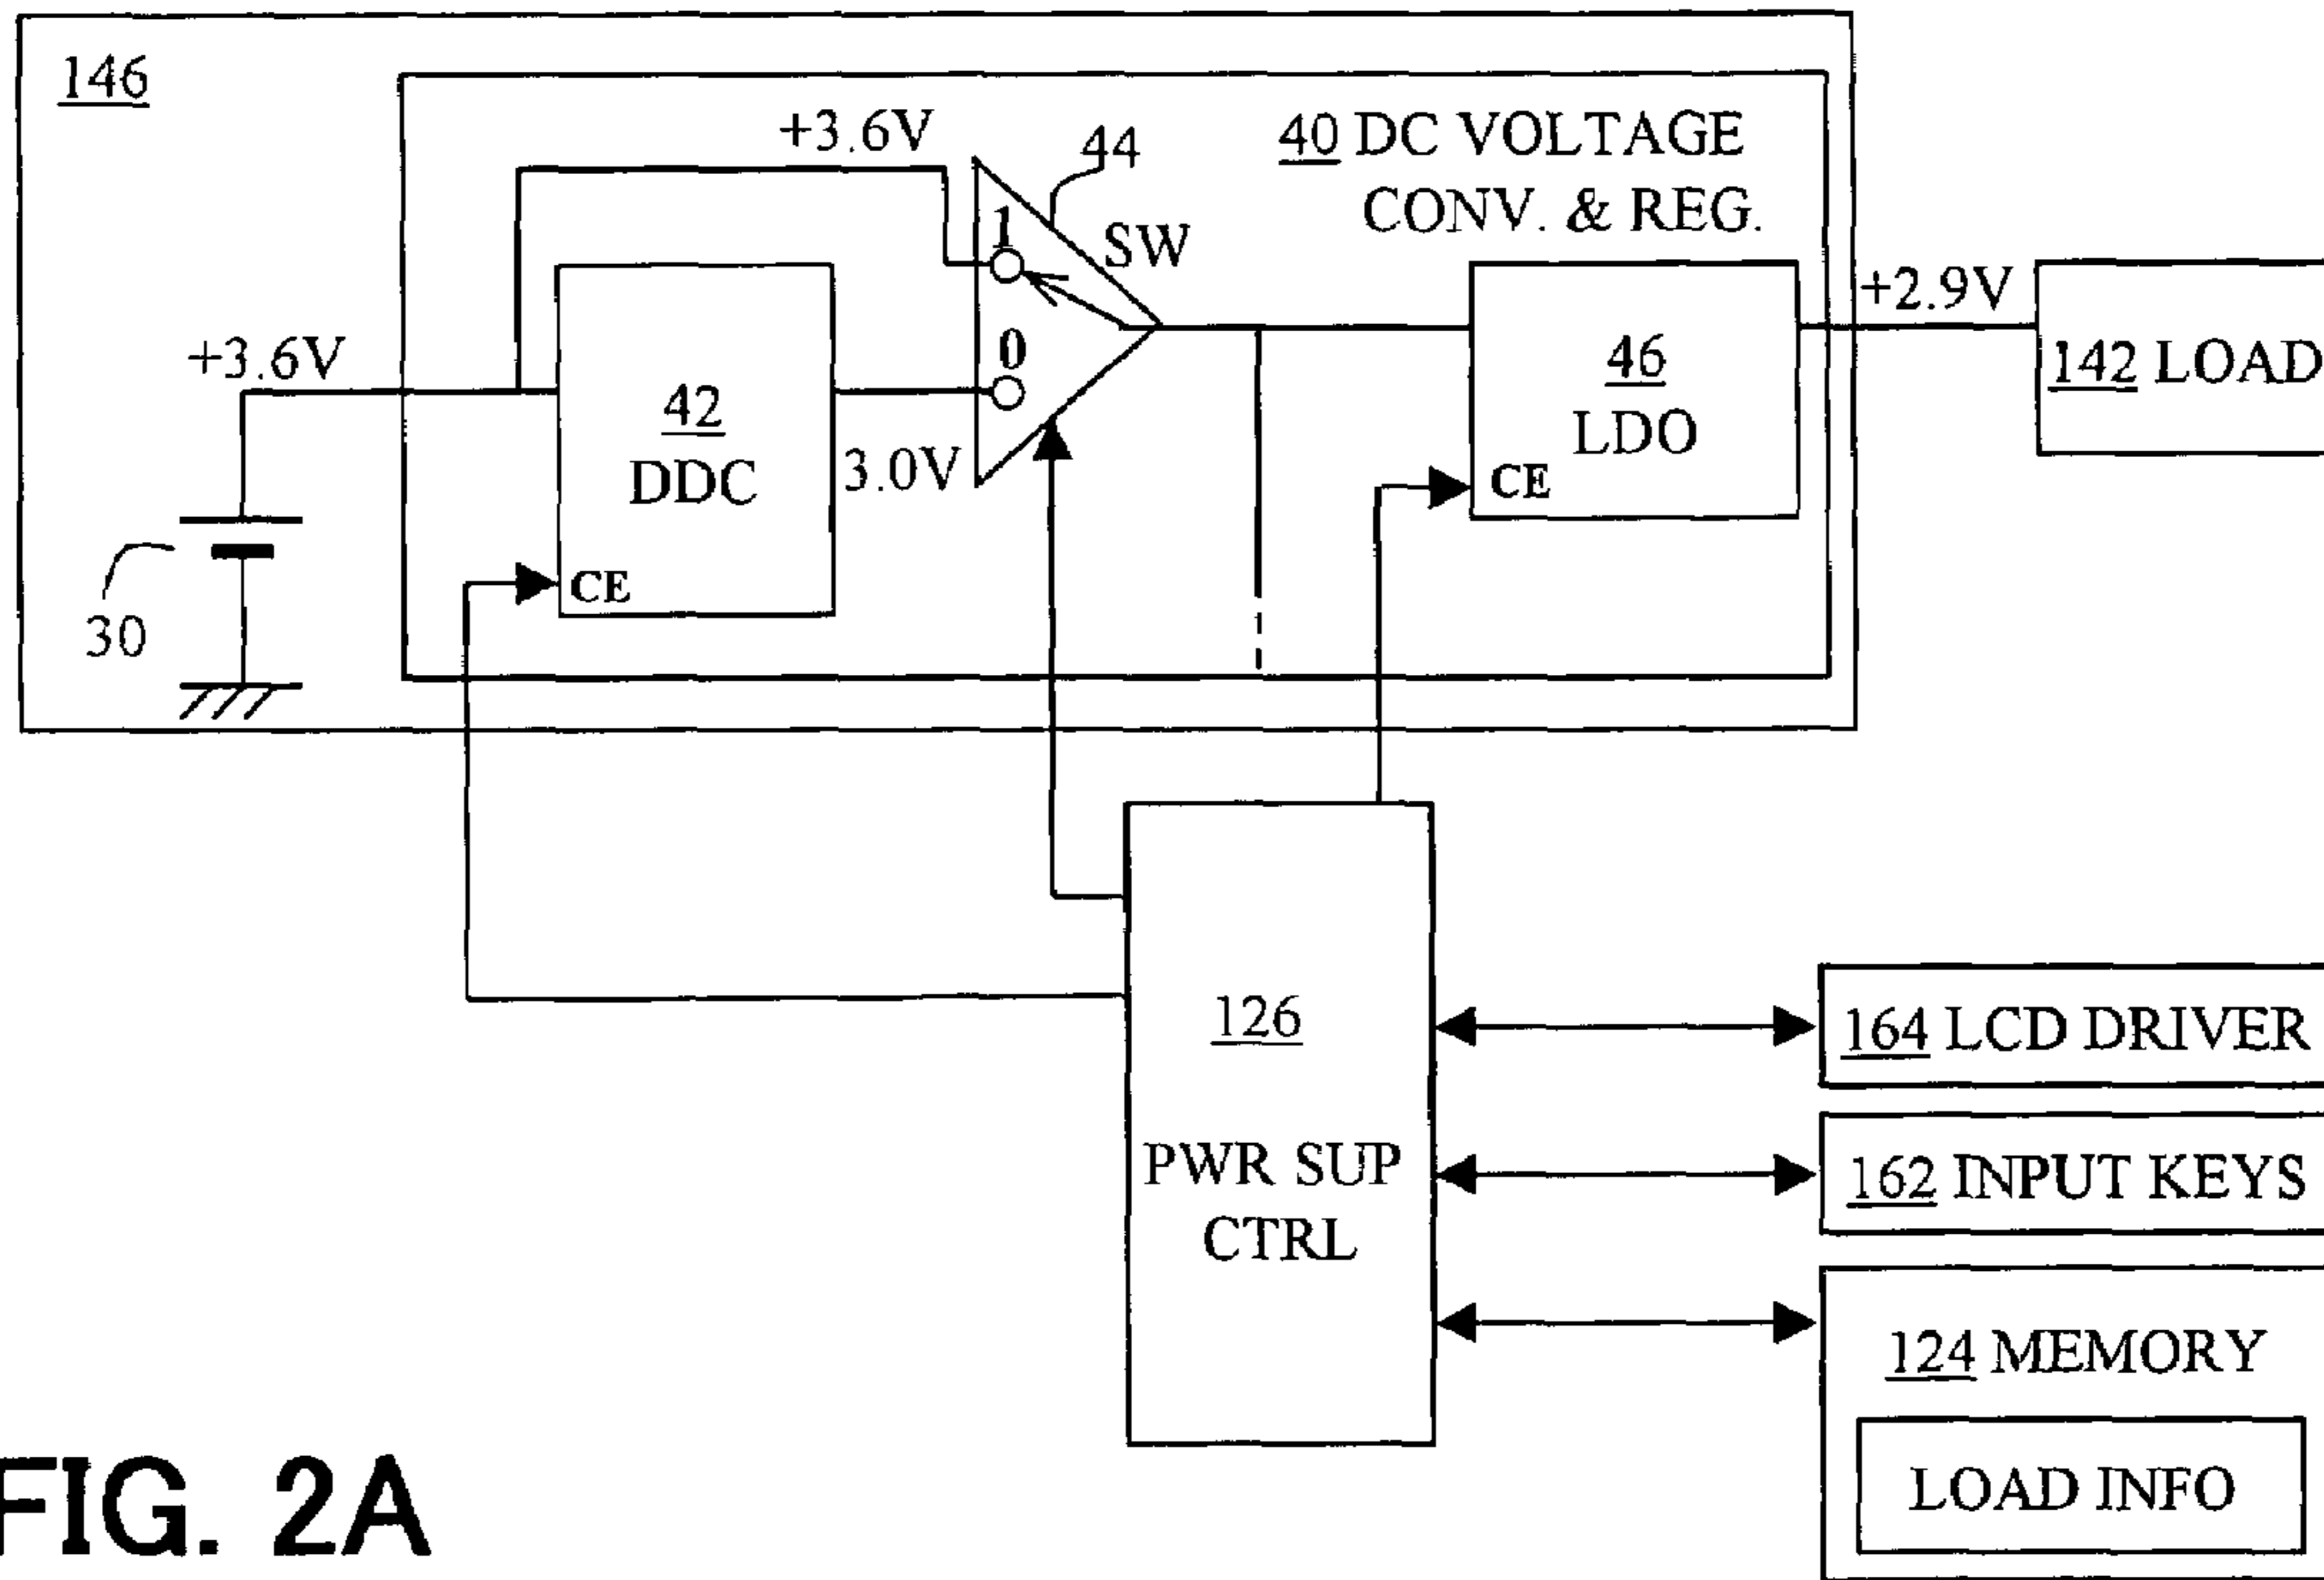 146
+3.6V
44
40 DC VOLTAGE
CONV. & REG.
1
SW
+3.6V
+2.9V
0
42
DDC
3.0V
46
LDO
142 LOAD
CE
CE
30
126
PWR SUP
CTRL
164 LCD DRIVER
162 INPUT KEYS
124 MEMORY
LOAD INFO
FIG. 2A